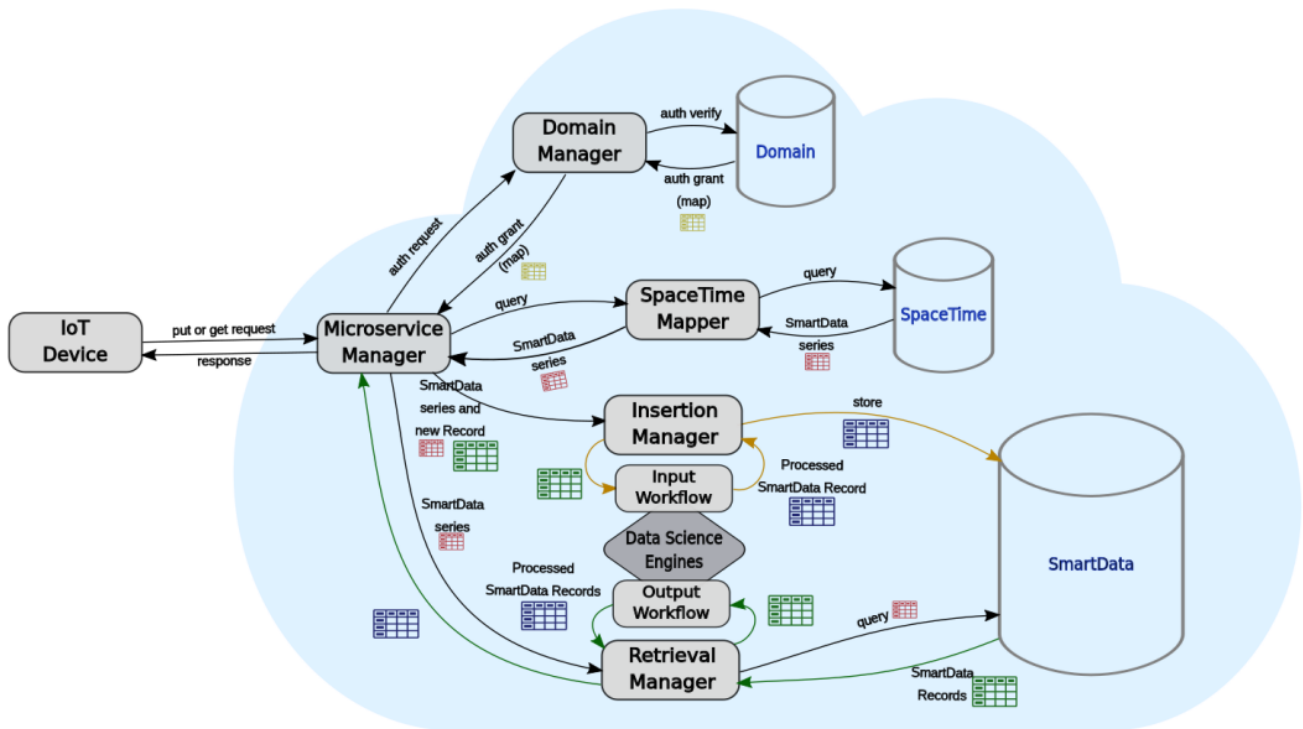 Domain
Manager
auth verify
Domain
auth grant
(map)
auth request
auth grant
(map)
IoT
Device
put or get request
response
Microservice
Manager
query
SmartData
series
SpaceTime
Mapper
query
SmartData
series
SpaceTime
SmartData
series and
new Record
Insertion
Manager
store
Input
Workflow
Processed
SmartData Record
SmartData
series
Data Science
Engines
Processed
SmartData Records
Output
Workflow
Retrieval
Manager
query
SmartData
Records
SmartData